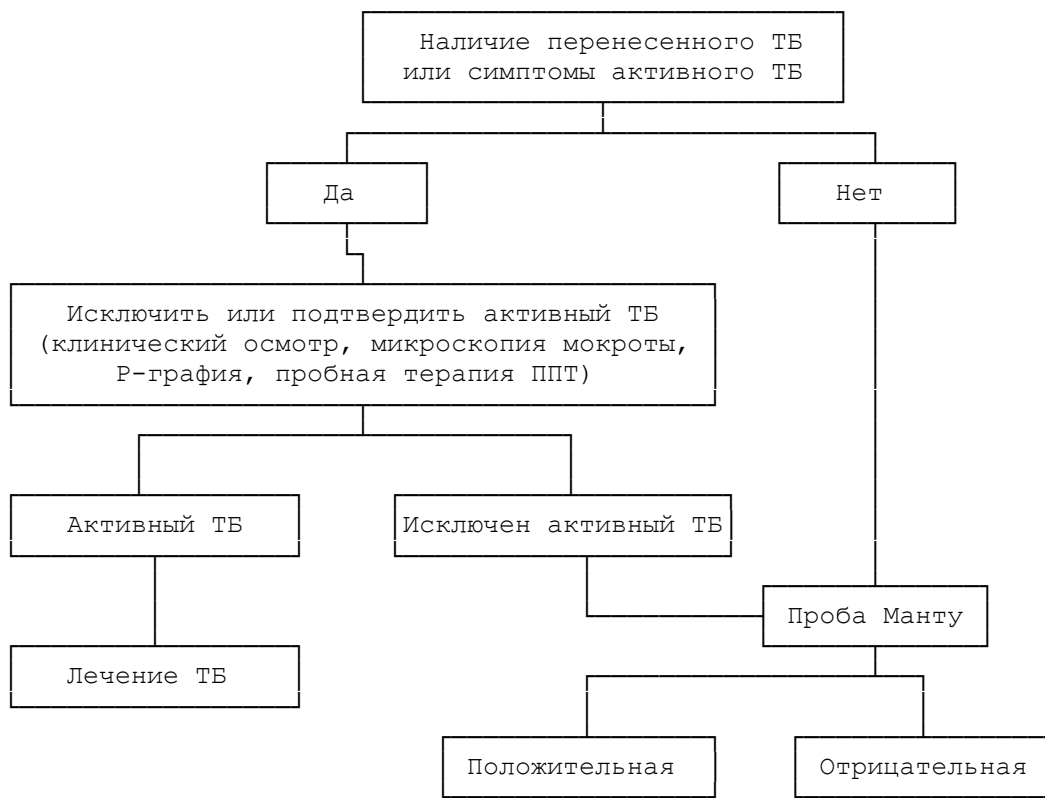 Наличие перенесенного ТБ
или симптомы активного ТБ
Да
Нет
Исключить или подтвердить активный ТБ
(клинический осмотр, микроскопия мокроты,
Р-графия, пробная терапия ППТ)
Активный ТБ
Исключен активный ТБ
Проба Манту
Лечение ТБ
Положительная
Отрицательная